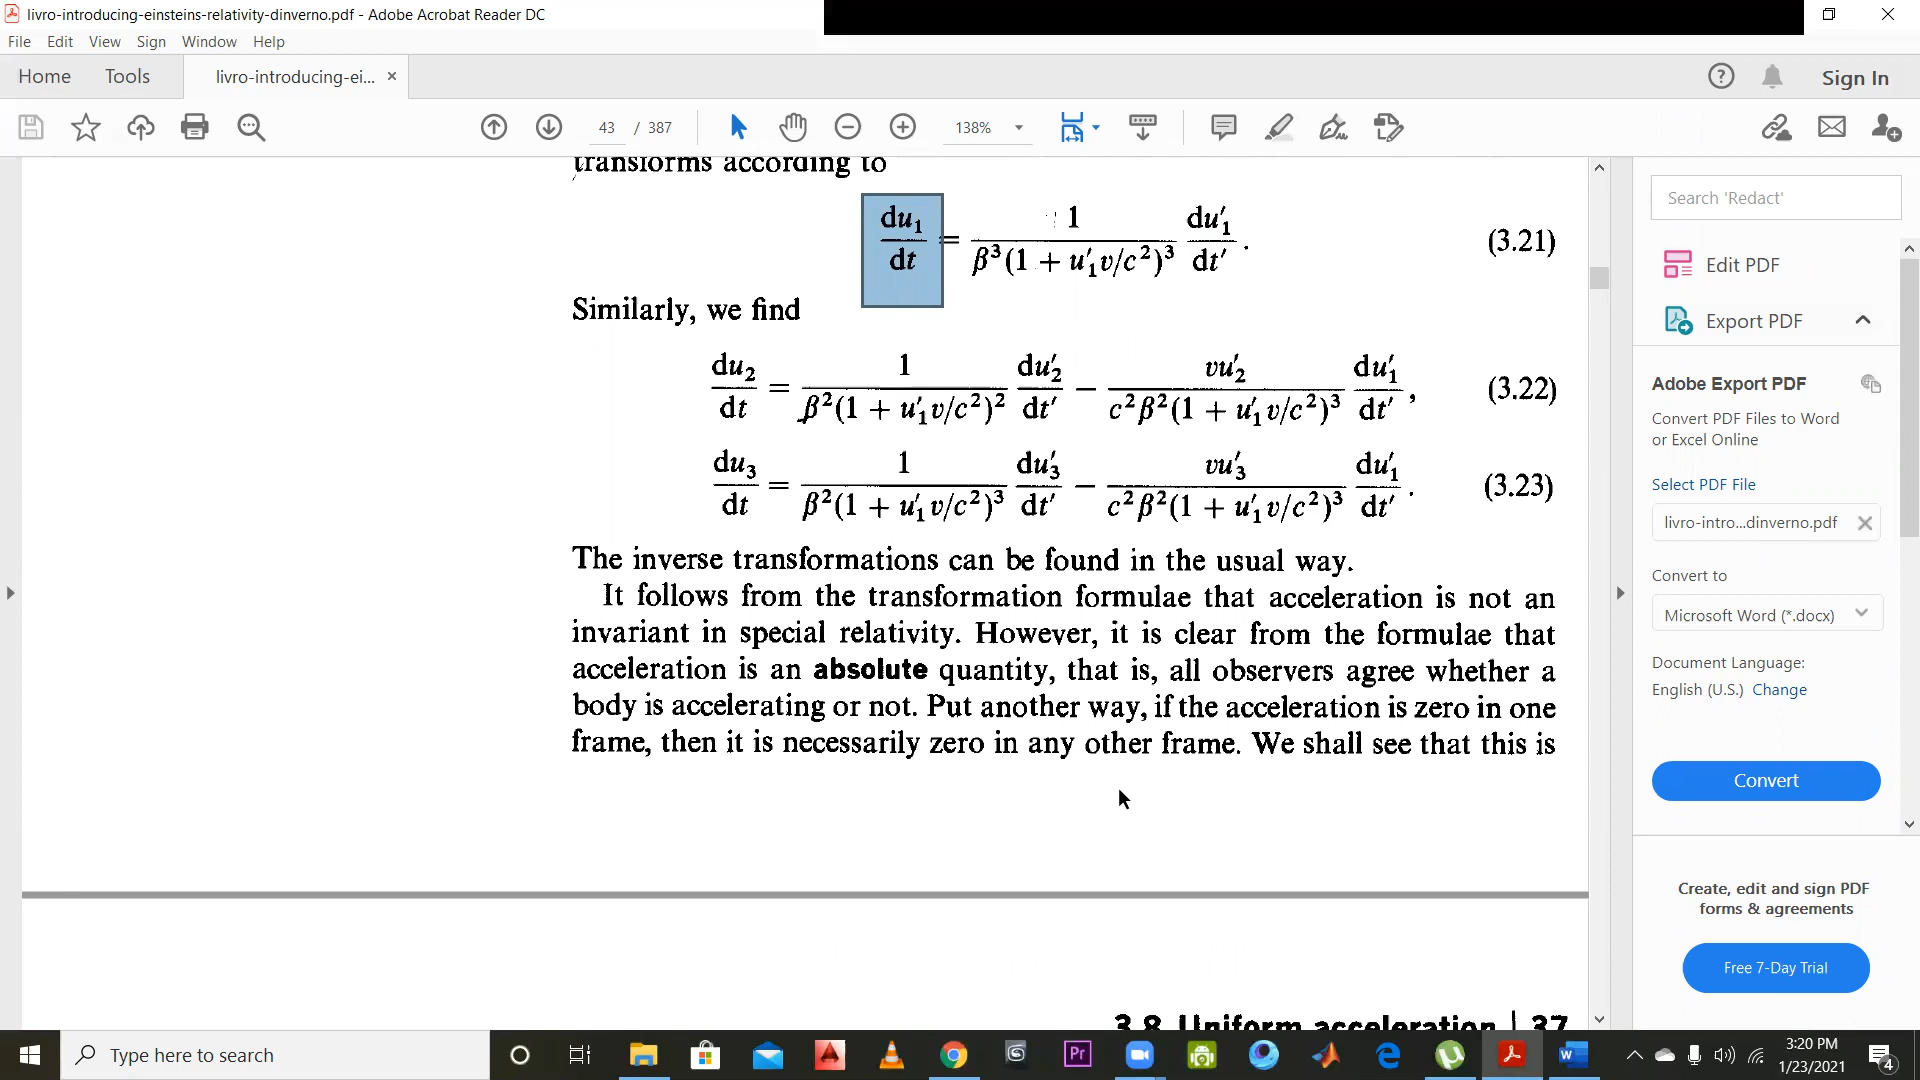 livro-introducing-einsteins-relativity-dinverno.pdf - Adobe Acrobat Reader DC
File Edit View Sign Window Help
Home Tools livro-introducing-ei... × Sign In
43 / 387 138%
transforms according to
du₁/dt = 1/(β³(1 + u′₁v/c²)³) du′₁/dt′. (3.21)
Similarly, we find
du₂/dt = 1/(β²(1 + u′₁v/c²)²) du′₂/dt′ − vu′₂/(c²β²(1 + u′₁v/c²)³) du′₁/dt′, (3.22)
du₃/dt = 1/(β²(1 + u′₁v/c²)³) du′₃/dt′ − vu′₃/(c²β²(1 + u′₁v/c²)³) du′₁/dt′. (3.23)
The inverse transformations can be found in the usual way.
It follows from the transformation formulae that acceleration is not an
invariant in special relativity. However, it is clear from the formulae that
acceleration is an absolute quantity, that is, all observers agree whether a
body is accelerating or not. Put another way, if the acceleration is zero in one
frame, then it is necessarily zero in any other frame. We shall see that this is
3.8 Uniform acceleration | 37
Search 'Redact'
Edit PDF
Export PDF
Adobe Export PDF
Convert PDF Files to Word
or Excel Online
Select PDF File
livro-intro...dinverno.pdf
Convert to
Microsoft Word (*.docx)
Document Language:
English (U.S.) Change
Convert
Create, edit and sign PDF
forms & agreements
Free 7-Day Trial
Type here to search
Pr
3:20 PM
1/23/2021
4